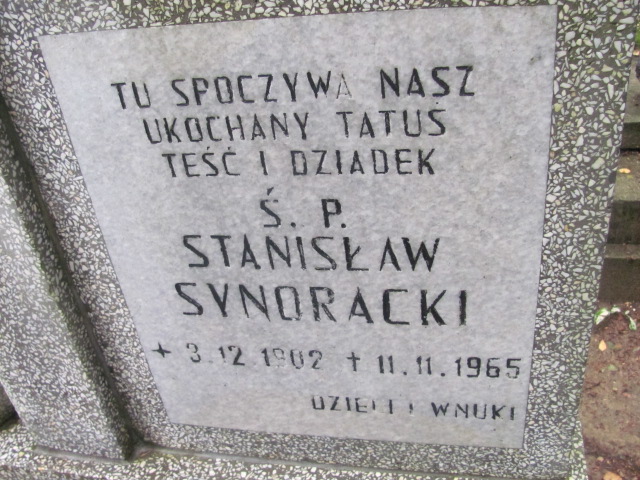 TU SPOCZYWA NASZ
UKOCHANY TATUŚ
TEŚĆ I DZIADEK
Ś. P.
STANISŁAW
SYNORACKI
* 3.12.1902 † 11.11.1965
DZIECI I WNUKI